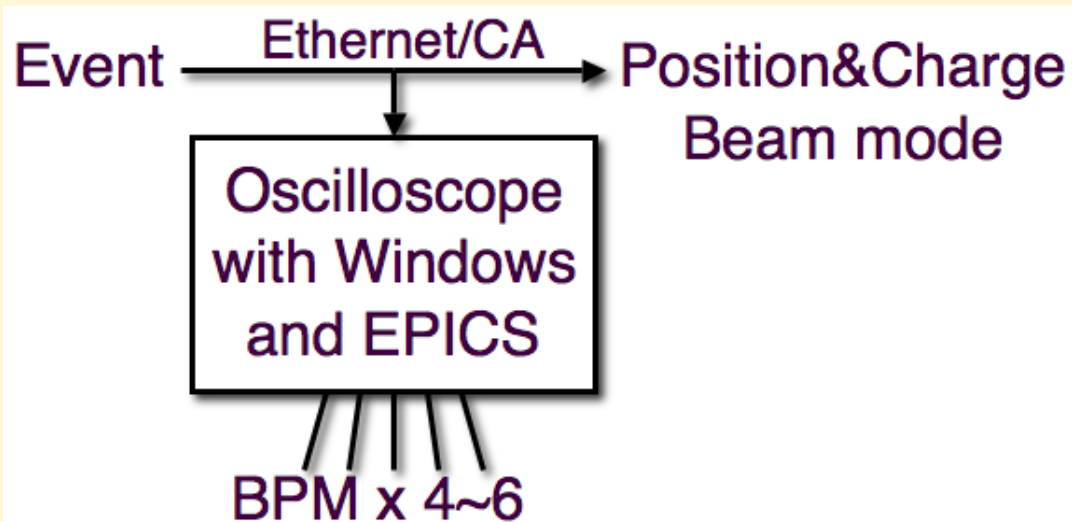 Ethernet/CA
Event
Position&Charge
Beam mode
Oscilloscope
with Windows
and EPICS
BPM x 4~6